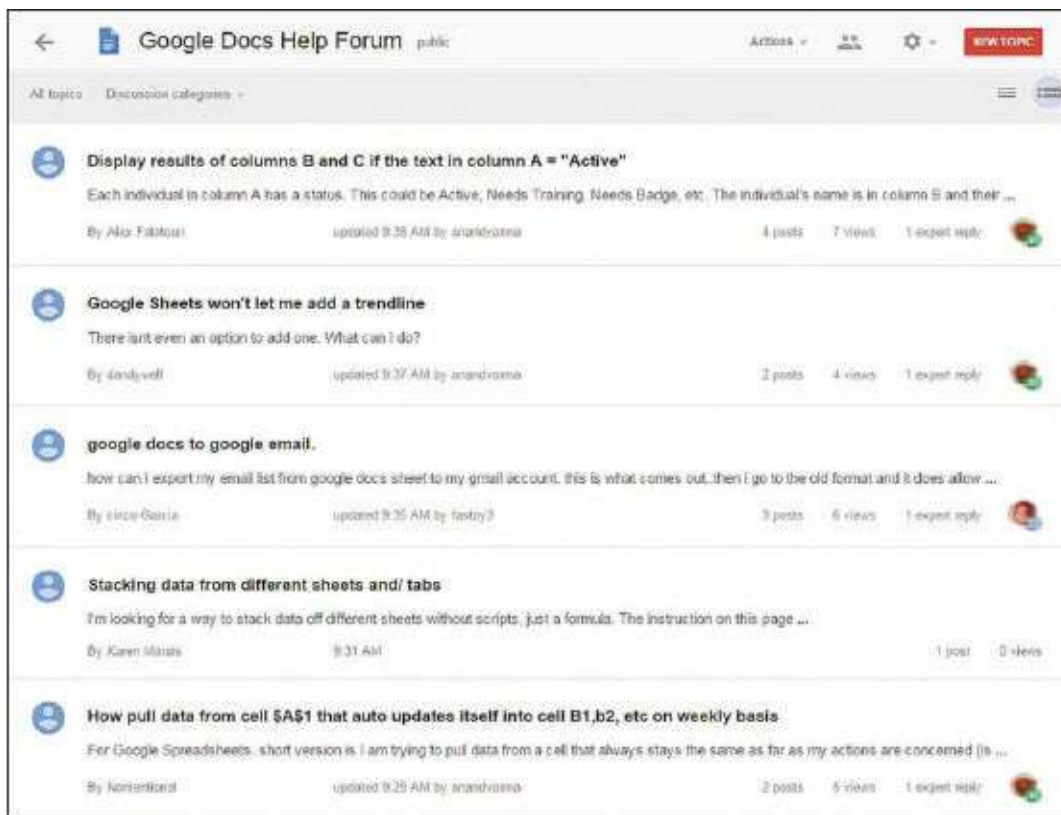 Google Docs Help Forum public
Actions
NEW TOPIC
All topics Discussion categories
Display results of columns B and C if the text in column A = "Active"
Each individual in column A has a status. This could be Active, Needs Training, Needs Badge, etc. The individual's name is in column B and their ...
By Alex updated 9:38 AM by 4 posts 7 views 1 expert reply
Google Sheets won't let me add a trendline
There isnt even an option to add one. What can I do?
By updated 9:37 AM by 2 posts 4 views 1 expert reply
google docs to google email.
how can I export my email list from google docs sheet to my gmail account. this is what comes out..then i go to the old format and it does allow ...
By Garcia updated 9:35 AM by 3 posts 6 views 1 expert reply
Stacking data from different sheets and/ tabs
I'm looking for a way to stack data off different sheets without scripts, just a formula. The instruction on this page ...
By Karen Marais 9:31 AM 1 post 0 views
How pull data from cell $A$1 that auto updates itself into cell B1,b2, etc on weekly basis
For Google Spreadsheets. short version is I am trying to pull data from a cell that always stays the same as far as my actions are concerned (is ...
By updated 9:29 AM by 2 posts views 1 expert reply